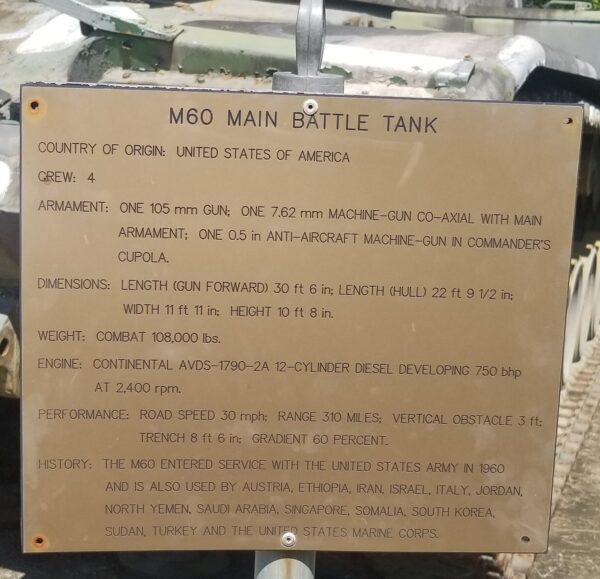 M60 MAIN BATTLE TANK
COUNTRY OF ORIGIN: UNITED STATES OF AMERICA
CREW: 4
ARMAMENT: ONE 105 mm GUN; ONE 7.62 mm MACHINE-GUN CO-AXIAL WITH MAIN
ARMAMENT; ONE 0.5 in ANTI-AIRCRAFT MACHINE-GUN IN COMMANDER'S
CUPOLA.
DIMENSIONS: LENGTH (GUN FORWARD) 30 ft 6 in; LENGTH (HULL) 22 ft 9 1/2 in;
WIDTH 11 ft 11 in; HEIGHT 10 ft 8 in.
WEIGHT: COMBAT 108,000 lbs.
ENGINE: CONTINENTAL AVDS-1790-2A 12-CYLINDER DIESEL DEVELOPING 750 bhp
AT 2,400 rpm.
PERFORMANCE: ROAD SPEED 30 mph; RANGE 310 MILES; VERTICAL OBSTACLE 3 ft;
TRENCH 8 ft 6 in; GRADIENT 60 PERCENT.
HISTORY: THE M60 ENTERED SERVICE WITH THE UNITED STATES ARMY IN 1960
AND IS ALSO USED BY AUSTRIA, ETHIOPIA, IRAN, ISRAEL, ITALY, JORDAN,
NORTH YEMEN, SAUDI ARABIA, SINGAPORE, SOMALIA, SOUTH KOREA,
SUDAN, TURKEY AND THE UNITED STATES MARINE CORPS.